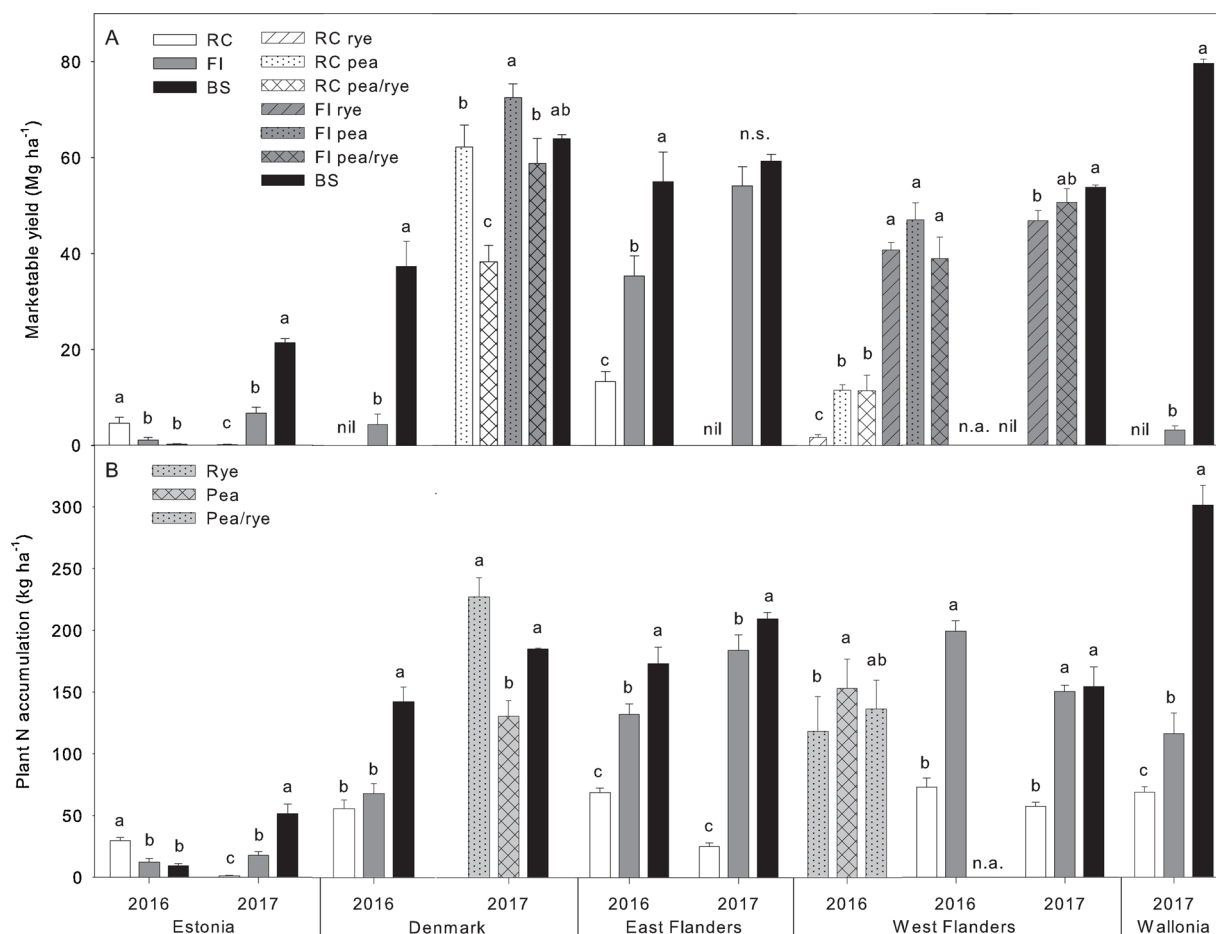 A
RC
FI
BS
RC rye
RC pea
RC pea/rye
FI rye
FI pea
FI pea/rye
BS
Marketable yield (Mg ha⁻¹)
80
60
40
20
0
a b b c b a
nil b a
b c a b ab
c b a
nil n.s.
c b b a a a n.a.
nil b ab a
nil b a
B
Rye
Pea
Pea/rye
Plant N accumulation (kg ha⁻¹)
300
250
200
150
100
50
0
a b b c b a
b b a
a b a
c b a
c b a
b a ab
b a n.a.
b a a
c b a
2016 2017 2016 2017 2016 2017 2016 2017 2017
Estonia Denmark East Flanders West Flanders Wallonia